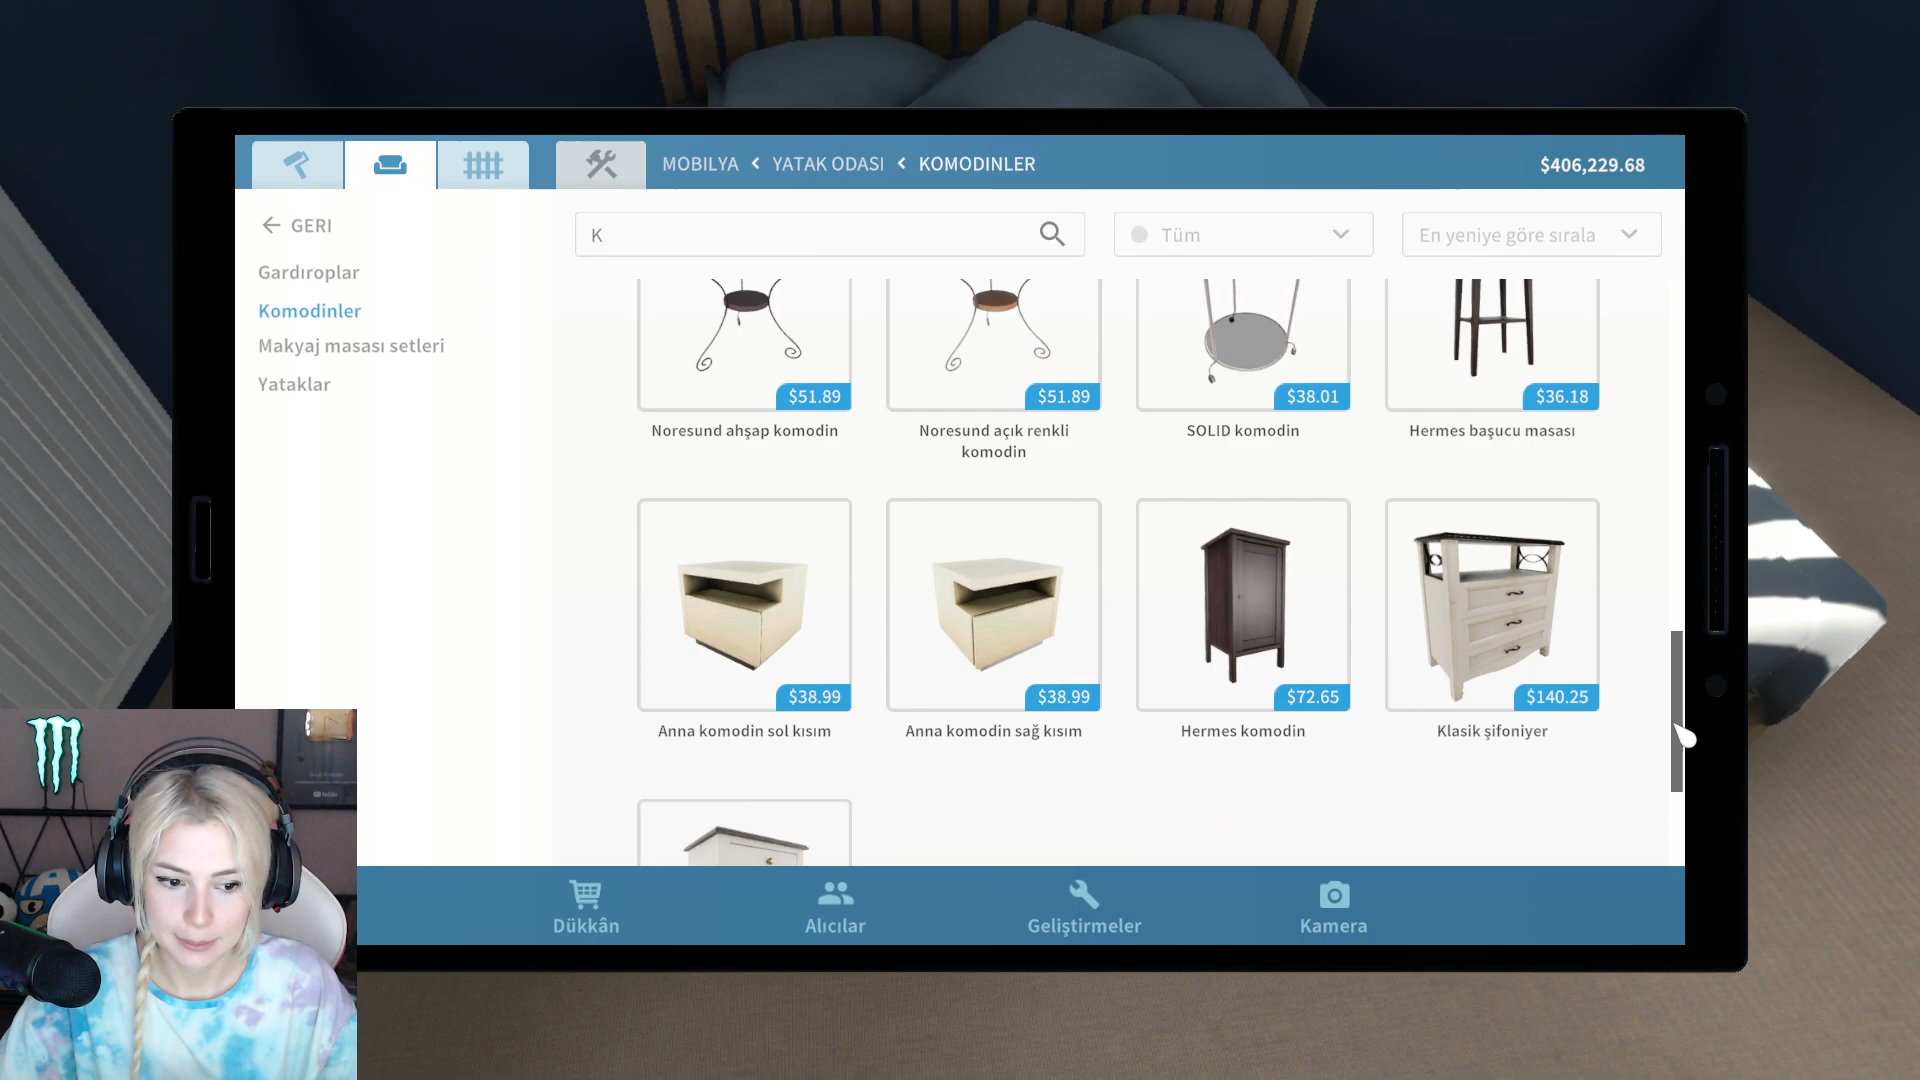 MOBILYA < YATAK ODASI < KOMODINLER
$406,229.68
GERI
Gardıroplar
Komodinler
Makyaj masası setleri
Yataklar
K
Tüm
En yeniye göre sırala
$51.89
$51.89
$38.01
$36.18
Noresund ahşap komodin
Noresund açık renkli
komodin
SOLID komodin
Hermes başucu masası
$38.99
$38.99
$72.65
$140.25
Anna komodin sol kısım
Anna komodin sağ kısım
Hermes komodin
Klasik şifoniyer
Dükkân
Alıcılar
Geliştirmeler
Kamera